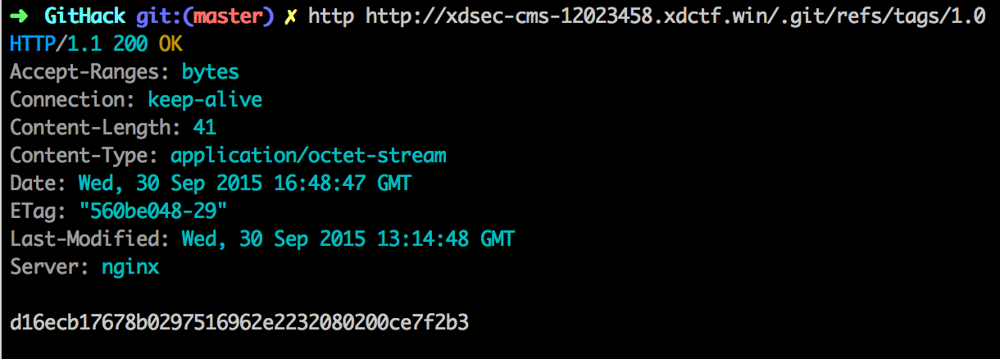 ➜ GitHack git:(master) ✗ http http://xdsec-cms-12023458.xdctf.win/.git/refs/tags/1.0
HTTP/1.1 200 OK
Accept-Ranges: bytes
Connection: keep-alive
Content-Length: 41
Content-Type: application/octet-stream
Date: Wed, 30 Sep 2015 16:48:47 GMT
ETag: "560be048-29"
Last-Modified: Wed, 30 Sep 2015 13:14:48 GMT
Server: nginx
d16ecb17678b0297516962e2232080200ce7f2b3